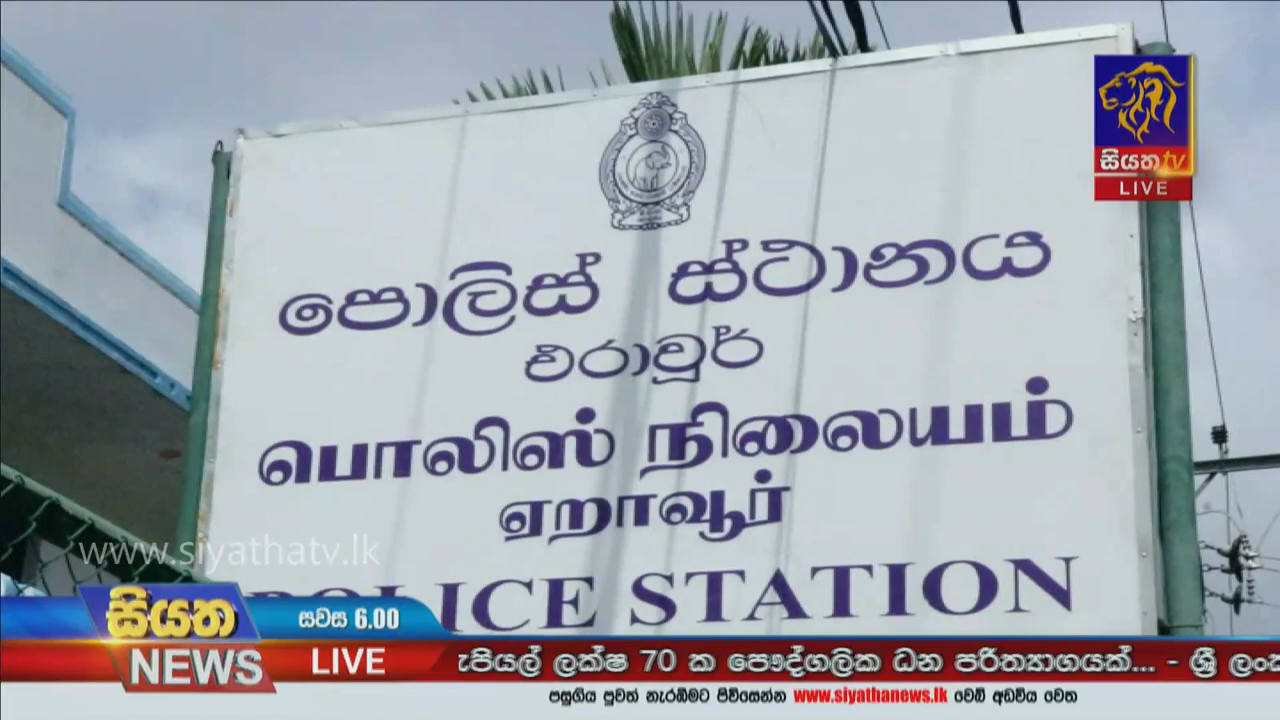 සියත tv
LIVE
පොලිස් ස්ථානය
එරාවූර්
பொலிஸ் நிலையம்
ஏறாவூர்
POLICE STATION
www.siyathatv.lk
සියත
NEWS
සවස 6.00
LIVE
රුපියල් ලක්ෂ 70 ක පෞද්ගලික ධන පරිත්‍යාගයක්... - ශ්‍රී ලංක
පසුගිය පුවත් නැරඹීමට පිවිසෙන්න www.siyathanews.lk වෙබ් අඩවිය වෙත